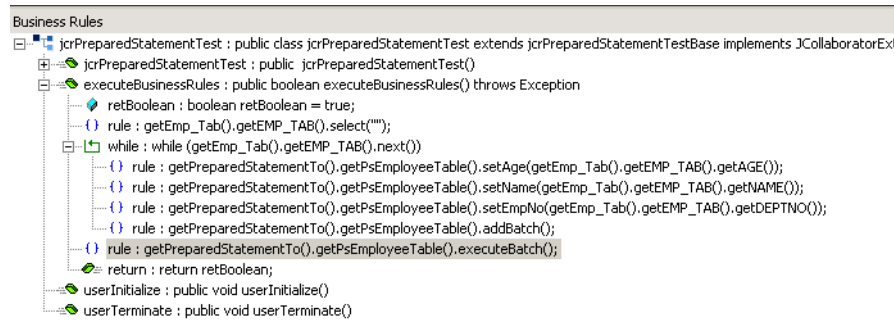 Business Rules
jcrPreparedStatementTest : public class jcrPreparedStatementTest extends jcrPreparedStatementTestBase implements JCollaboratorExt
jcrPreparedStatementTest : public jcrPreparedStatementTest()
executeBusinessRules : public boolean executeBusinessRules() throws Exception
retBoolean : boolean retBoolean = true;
{} rule : getEmp_Tab().getEMP_TAB().select("");
while : while (getEmp_Tab().getEMP_TAB().next())
{} rule : getPreparedStatementTo().getPsEmployeeTable().setAge(getEmp_Tab().getEMP_TAB().getAGE());
{} rule : getPreparedStatementTo().getPsEmployeeTable().setName(getEmp_Tab().getEMP_TAB().getNAME());
{} rule : getPreparedStatementTo().getPsEmployeeTable().setEmpNo(getEmp_Tab().getEMP_TAB().getDEPTNO());
{} rule : getPreparedStatementTo().getPsEmployeeTable().addBatch();
{} rule : getPreparedStatementTo().getPsEmployeeTable().executeBatch();
return : return retBoolean;
userInitialize : public void userInitialize()
userTerminate : public void userTerminate()